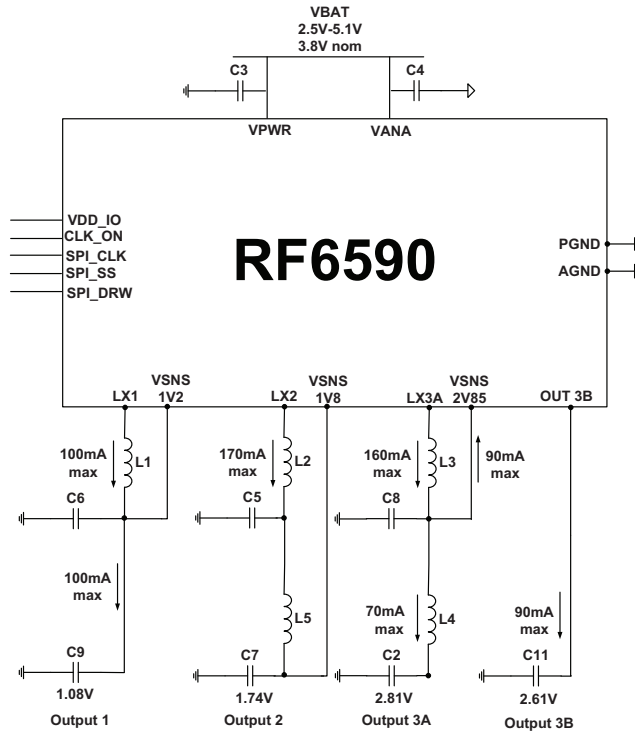 VBAT
2.5V-5.1V
3.8V nom
C3
C4
VPWR
VANA
VDD_IO
CLK_ON
SPI_CLK
SPI_SS
SPI_DRW
RF6590
PGND
AGND
LX1
VSNS
1V2
LX2
VSNS
1V8
LX3A
VSNS
2V85
OUT 3B
100mA
max
L1
170mA
max
L2
160mA
max
L3
90mA
max
C6
C5
C8
100mA
max
L5
70mA
max
L4
90mA
max
C9
C7
C2
C11
1.08V
1.74V
2.81V
2.61V
Output 1
Output 2
Output 3A
Output 3B